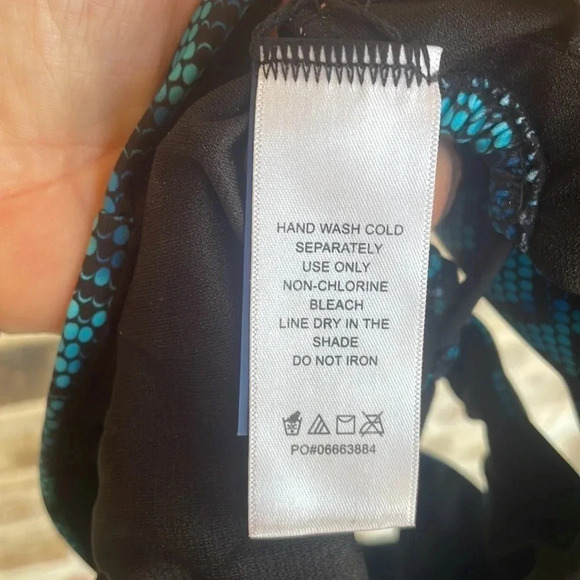 HAND WASH COLD
SEPARATELY
USE ONLY
NON-CHLORINE
BLEACH
LINE DRY IN THE
SHADE
DO NOT IRON
PO#06663884